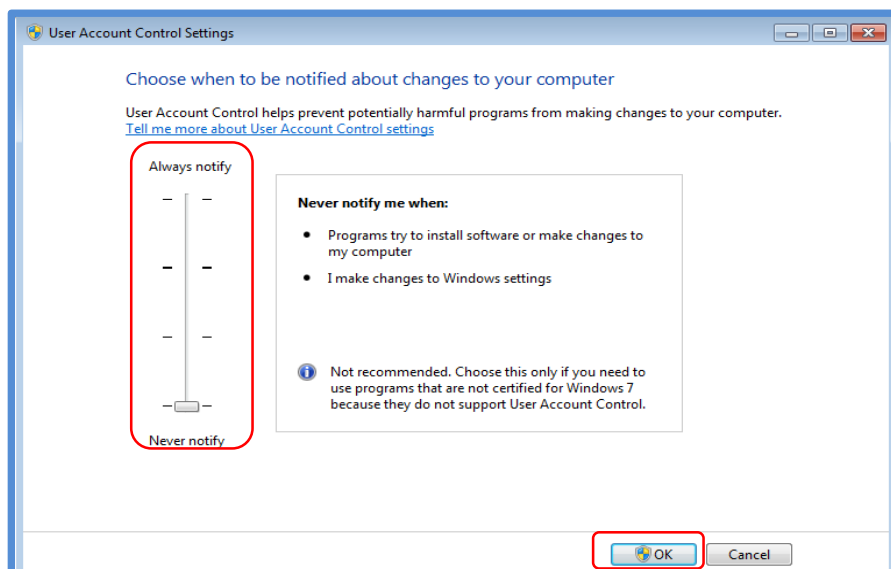 User Account Control Settings
Choose when to be notified about changes to your computer
User Account Control helps prevent potentially harmful programs from making changes to your computer.
Tell me more about User Account Control settings
Always notify
Never notify me when:
Programs try to install software or make changes to
my computer
I make changes to Windows settings
Not recommended. Choose this only if you need to
use programs that are not certified for Windows 7
because they do not support User Account Control.
Never notify
OK
Cancel